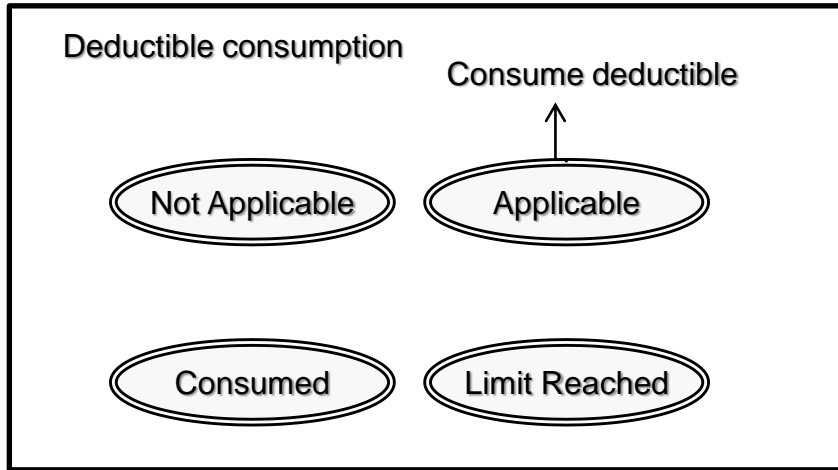 Deductible consumption
Consume deductible
Not Applicable
Applicable
Consumed
Limit Reached